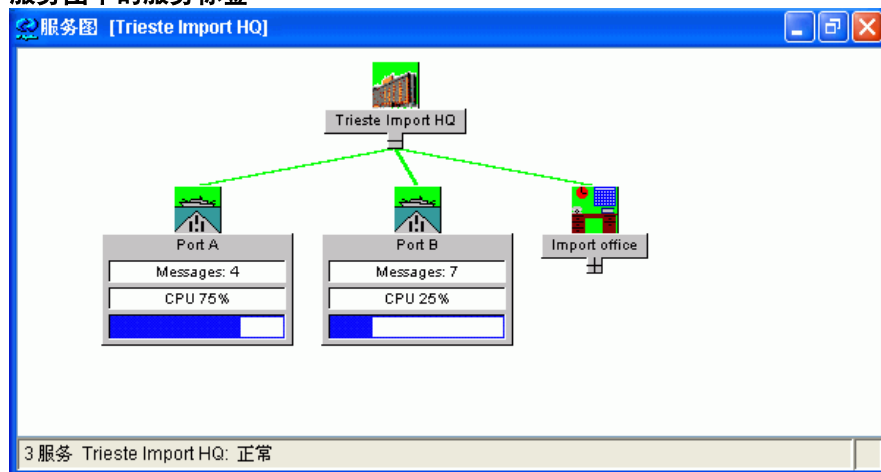 服务图中的服务标签
服务图 [Trieste Import HQ]
Trieste Import HQ
Port A
Messages: 4
CPU 75%
Port B
Messages: 7
CPU 25%
Import office
3 服务 Trieste Import HQ: 正常